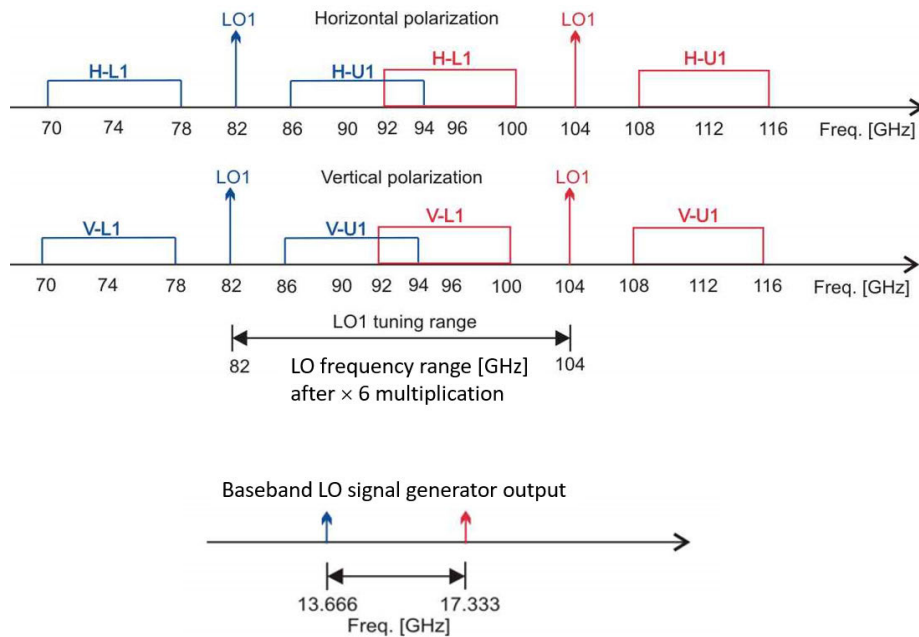 LO1 Horizontal polarization LO1
H-L1 H-U1 H-L1 H-U1
70 74 78 82 86 90 92 94 96 100 104 108 112 116 Freq. [GHz]
LO1 Vertical polarization LO1
V-L1 V-U1 V-L1 V-U1
70 74 78 82 86 90 92 94 96 100 104 108 112 116 Freq. [GHz]
LO1 tuning range
82 LO frequency range [GHz] 104
after × 6 multiplication
Baseband LO signal generator output
13.666 17.333
Freq. [GHz]